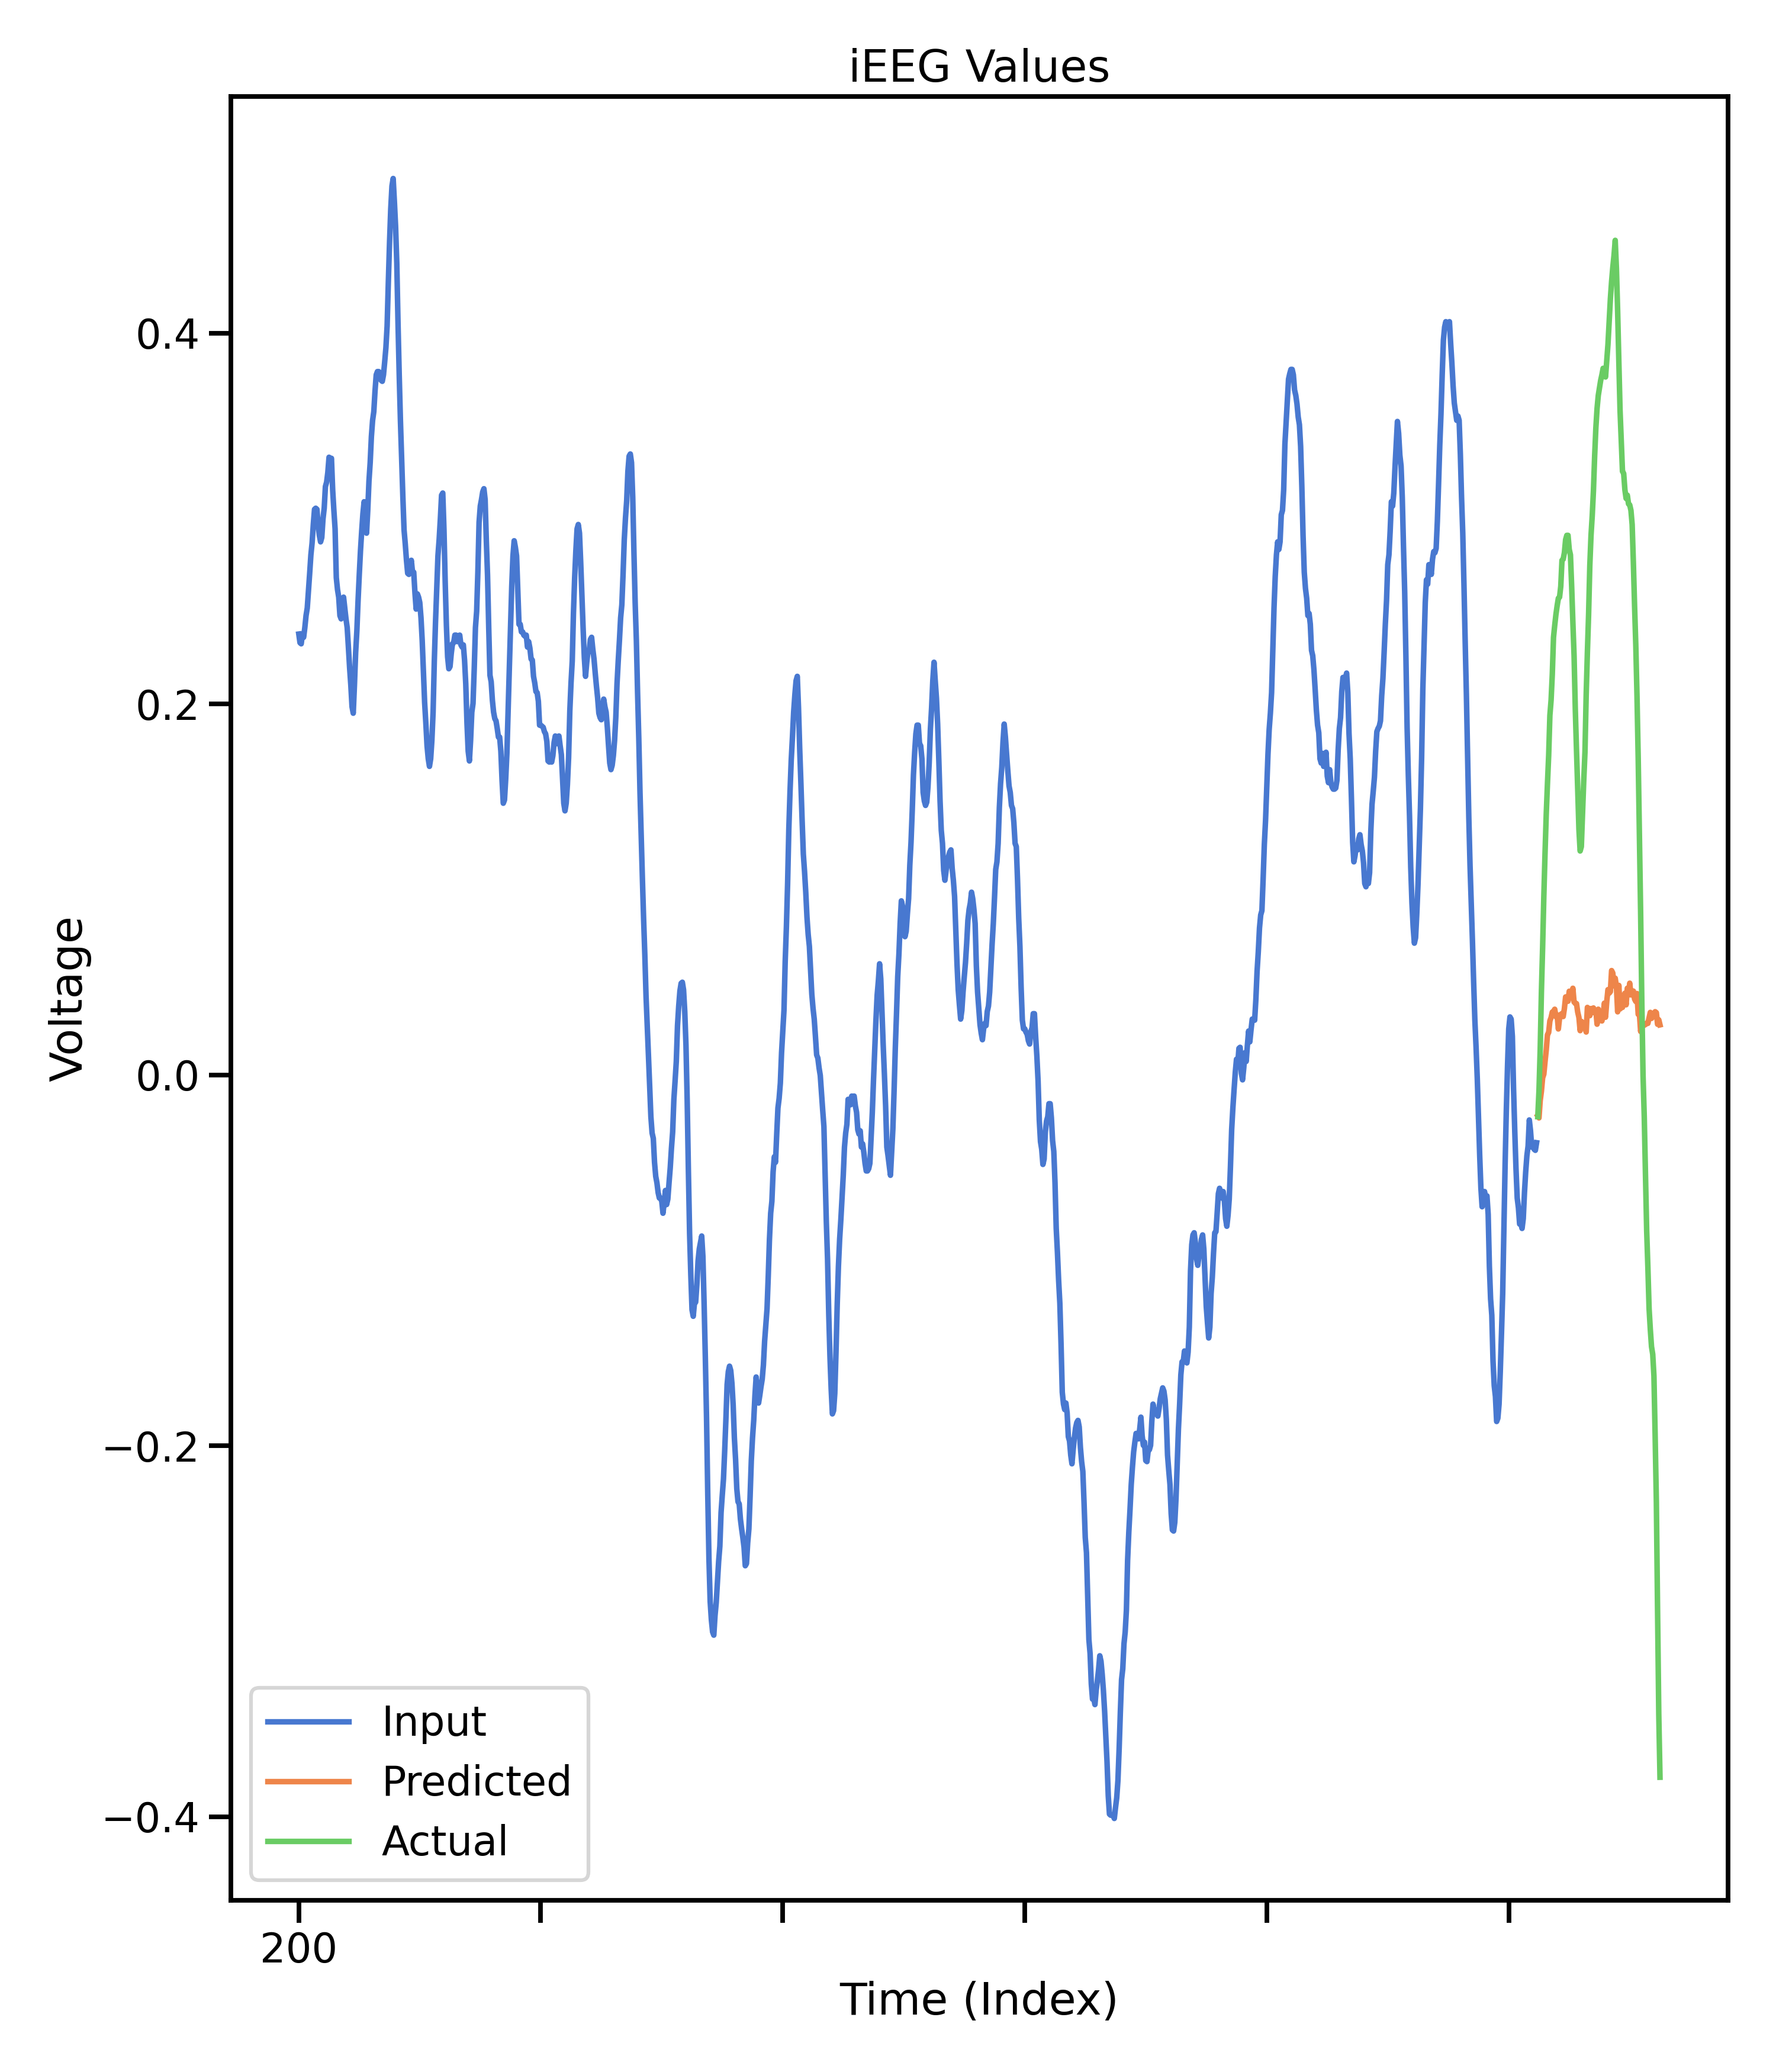 iEEG Values
Voltage
0.4
0.2
0.0
−0.2
−0.4
Input
Predicted
Actual
200
Time (Index)